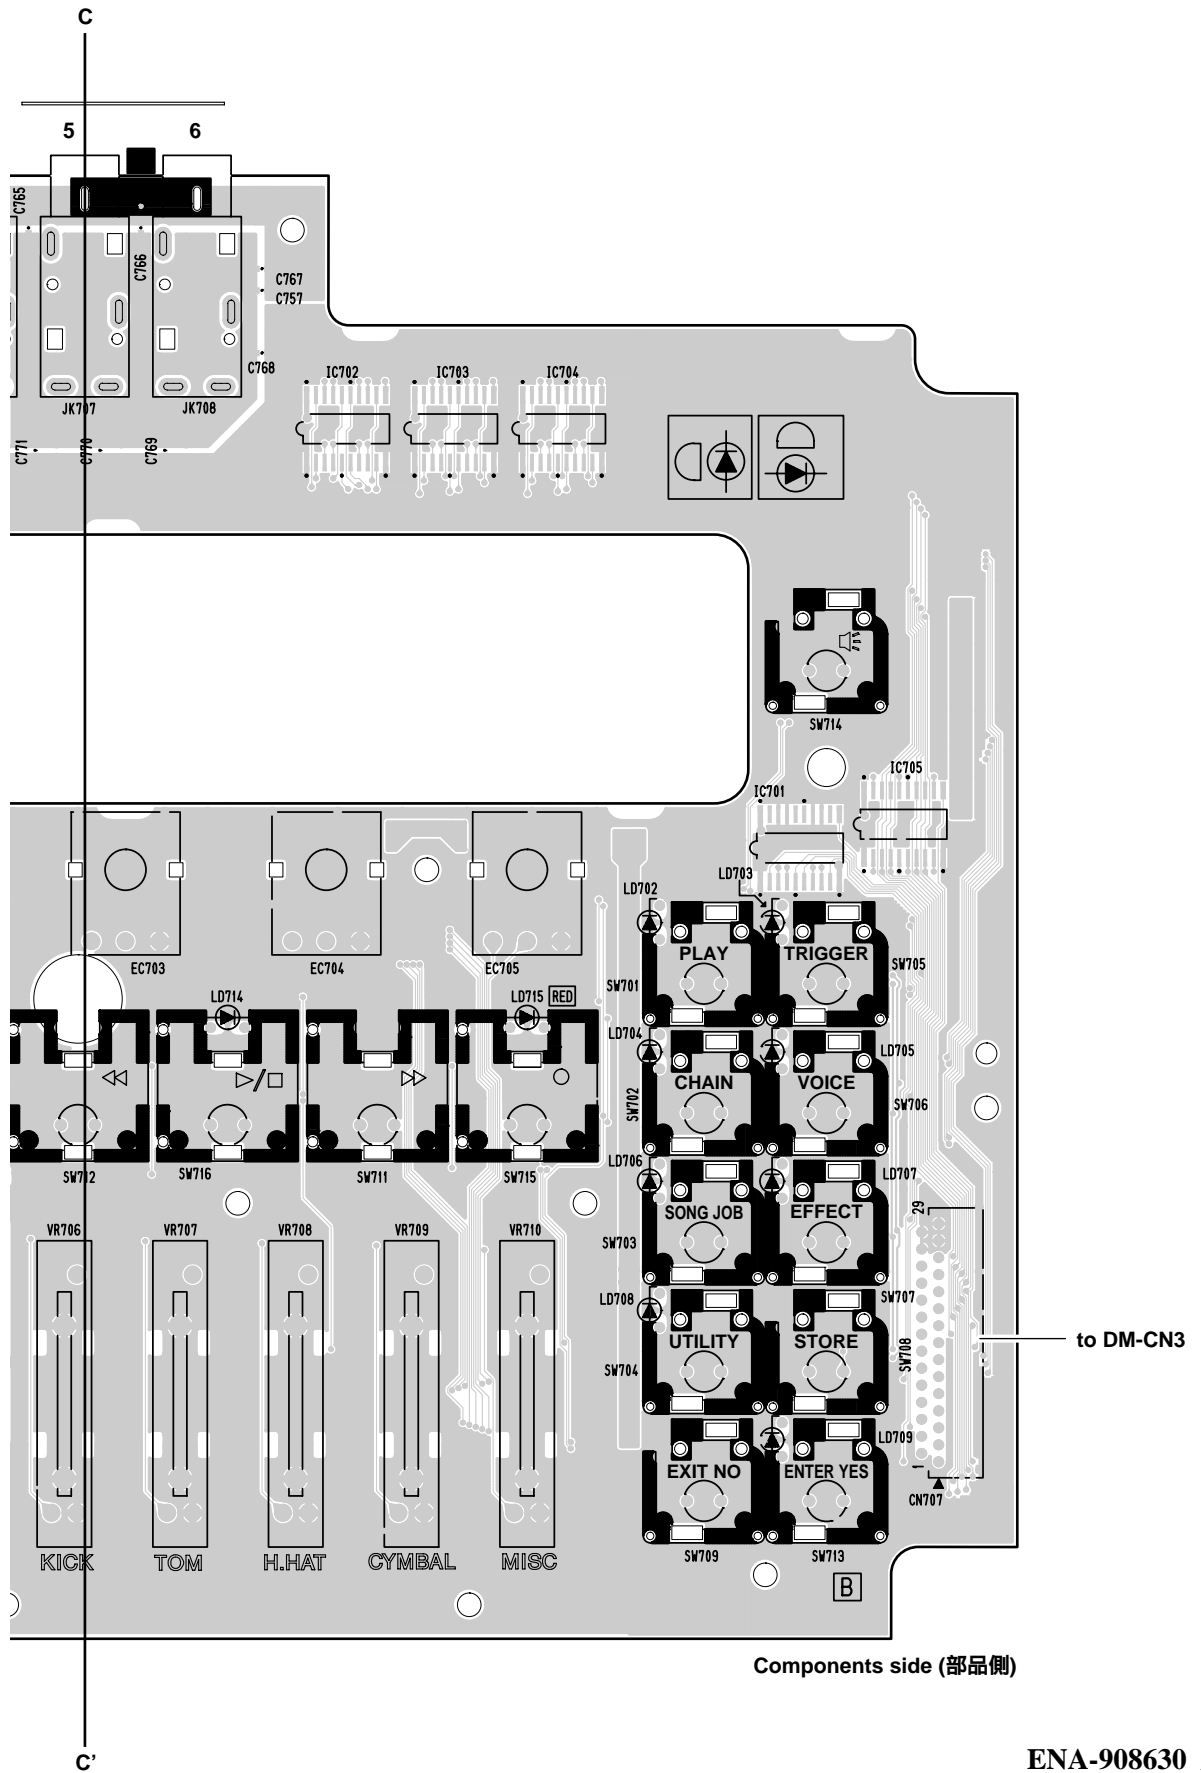 C
5 6
C765
C766
C767
C757
C768
IC702 IC703 IC704
JK707 JK708
C771 C770 C769
SW714
IC705
IC701
LD702 LD703
EC703 EC704 EC705
PLAY TRIGGER
SW701 SW705
LD714 LD715 RED
LD704 LD705
CHAIN VOICE
SW702 SW706
SW712 SW716 SW711 SW715
LD706 LD707
SONG JOB EFFECT
29
VR706 VR707 VR708 VR709 VR710
SW703
SW707
LD708
UTILITY STORE
to DM-CN3
SW704 SW708
LD709
EXIT NO ENTER YES
1
CN707
SW709 SW713
KICK TOM H.HAT CYMBAL MISC
B
Components side (部品側)
C’
ENA-908630